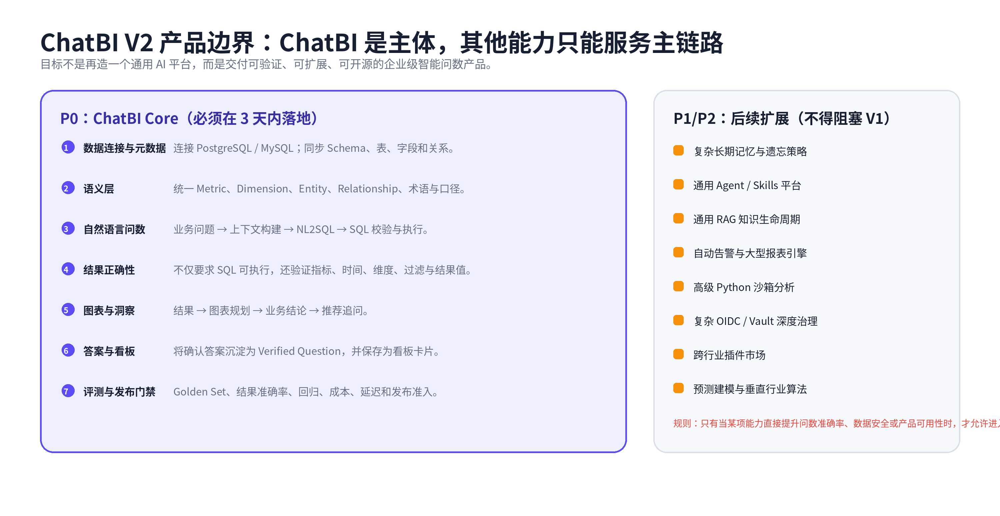 ChatBI V2 产品边界：ChatBI 是主体，其他能力只能服务主链路
目标不是再造一个通用 AI 平台，而是交付可验证、可扩展、可开源的企业级智能问数产品。
P0：ChatBI Core（必须在 3 天内落地）
1 数据连接与元数据 连接 PostgreSQL / MySQL；同步 Schema、表、字段和关系。
2 语义层 统一 Metric、Dimension、Entity、Relationship、术语与口径。
3 自然语言问数 业务问题 → 上下文构建 → NL2SQL → SQL 校验与执行。
4 结果正确性 不仅要求 SQL 可执行，还验证指标、时间、维度、过滤与结果值。
5 图表与洞察 结果 → 图表规划 → 业务结论 → 推荐追问。
6 答案与看板 将确认答案沉淀为 Verified Question，并保存为看板卡片。
7 评测与发布门禁 Golden Set、结果准确率、回归、成本、延迟和发布准入。
P1/P2：后续扩展（不得阻塞 V1）
复杂长期记忆与遗忘策略
通用 Agent / Skills 平台
通用 RAG 知识生命周期
自动告警与大型报表引擎
高级 Python 沙箱分析
复杂 OIDC / Vault 深度治理
跨行业插件市场
预测建模与垂直行业算法
规则：只有当某项能力直接提升问数准确率、数据安全或产品可用性时，才允许进